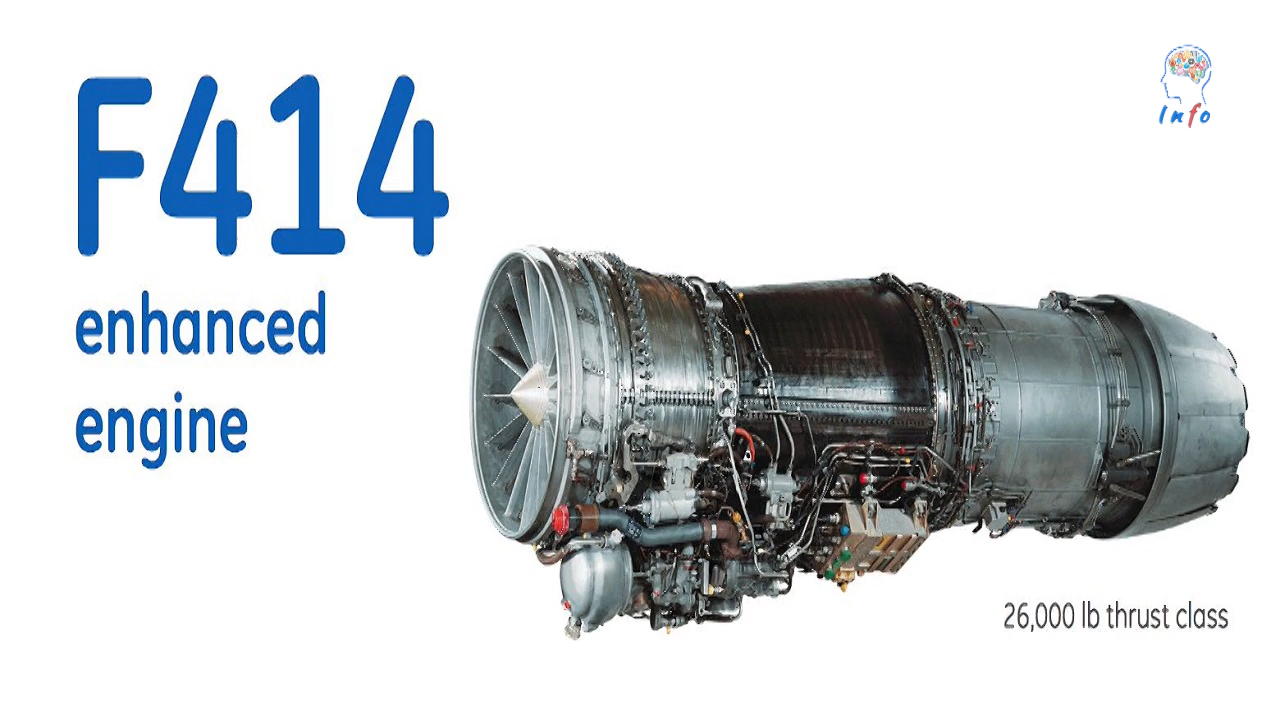 F414
enhanced
engine
Info
26,000 lb thrust class